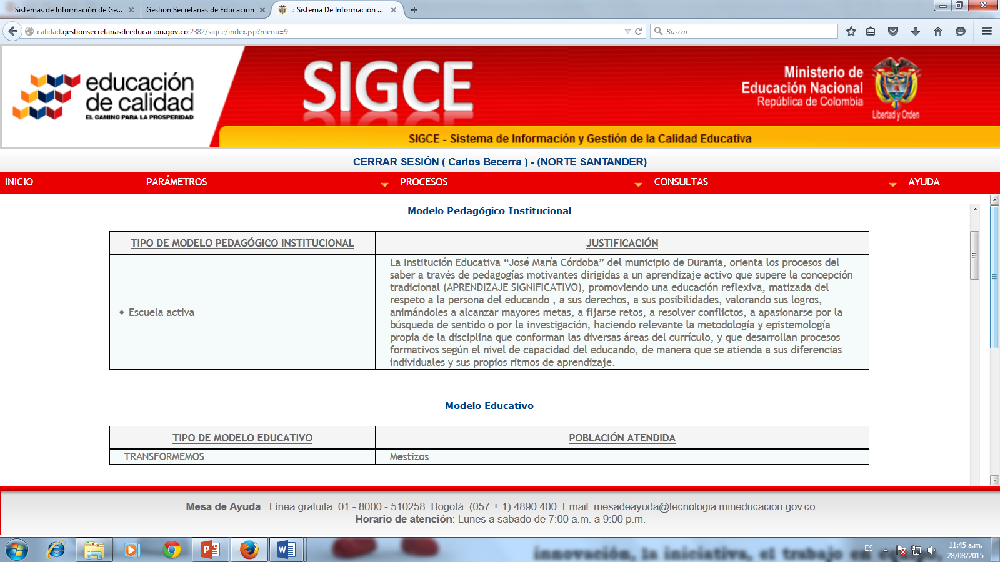 Sistemas de Información de Ge...
Gestion Secretarias de Educacion
.: Sistema De Información ...
calidad.gestionsecretariasdeeducacion.gov.co:2382/sigce/index.jsp?menu=9
Buscar
educación
de calidad
EL CAMINO PARA LA PROSPERIDAD
SIGCE
Ministerio de
Educación Nacional
República de Colombia
Libertad y Orden
SIGCE - Sistema de Información y Gestión de la Calidad Educativa
CERRAR SESIÓN ( Carlos Becerra ) - (NORTE SANTANDER)
INICIO PARÁMETROS PROCESOS CONSULTAS AYUDA
Modelo Pedagógico Institucional
TIPO DE MODELO PEDAGÓGICO INSTITUCIONAL
JUSTIFICACIÓN
• Escuela activa
La Institución Educativa “José María Córdoba” del municipio de Durania, orienta los procesos del
saber a través de pedagogías motivantes dirigidas a un aprendizaje activo que supere la concepción
tradicional (APRENDIZAJE SIGNIFICATIVO), promoviendo una educación reflexiva, matizada del
respeto a la persona del educando , a sus derechos, a sus posibilidades, valorando sus logros,
animándoles a alcanzar mayores metas, a fijarse retos, a resolver conflictos, a apasionarse por la
búsqueda de sentido o por la investigación, haciendo relevante la metodología y epistemología
propia de la disciplina que conforman las diversas áreas del currículo, y que desarrollan procesos
formativos según el nivel de capacidad del educando, de manera que se atienda a sus diferencias
individuales y sus propios ritmos de aprendizaje.
Modelo Educativo
TIPO DE MODELO EDUCATIVO
POBLACIÓN ATENDIDA
TRANSFORMEMOS
Mestizos
Mesa de Ayuda . Línea gratuita: 01 - 8000 - 510258. Bogotá: (057 + 1) 4890 400. Email: mesadeayuda@tecnologia.mineducacion.gov.co
Horario de atención: Lunes a sabado de 7:00 a.m. a 9:00 p.m.
innovación, la iniciativa, el trabajo en equipo,
ES
11:45 a.m.
28/08/2015